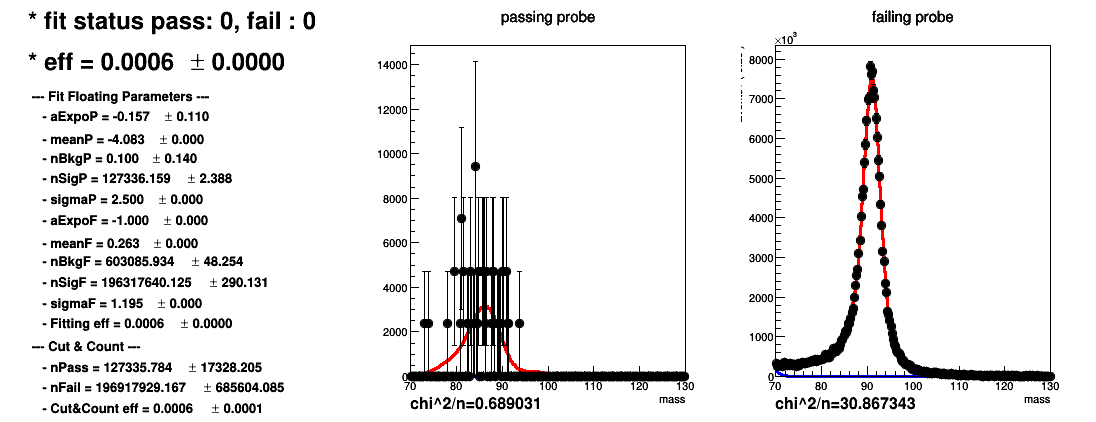 * fit status pass: 0, fail : 0
* eff = 0.0006 ± 0.0000
--- Fit Floating Parameters ---
- aExpoP = -0.157 ± 0.110
- meanP = -4.083 ± 0.000
- nBkgP = 0.100 ± 0.140
- nSigP = 127336.159 ± 2.388
- sigmaP = 2.500 ± 0.000
- aExpoF = -1.000 ± 0.000
- meanF = 0.263 ± 0.000
- nBkgF = 603085.934 ± 48.254
- nSigF = 196317640.125 ± 290.131
- sigmaF = 1.195 ± 0.000
- Fitting eff = 0.0006 ± 0.0000
--- Cut & Count ---
- nPass = 127335.784 ± 17328.205
- nFail = 196917929.167 ± 685604.085
- Cut&Count eff = 0.0006 ± 0.0001
passing probe
14000
12000
10000
8000
6000
4000
2000
0
70 80 90 100 110 120 130
mass
chi^2/n=0.689031
failing probe
×10³
8000
7000
6000
5000
4000
3000
2000
1000
0
70 80 90 100 110 120 130
mass
chi^2/n=30.867343